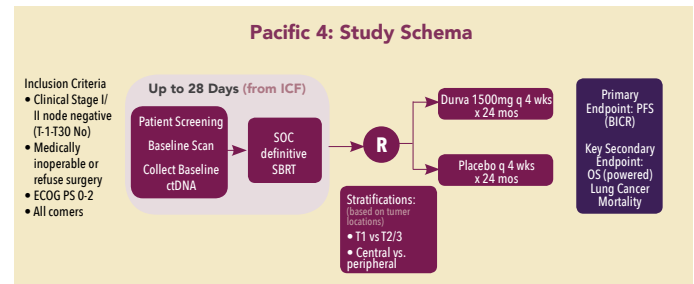 Pacific 4: Study Schema
Inclusion Criteria
• Clinical Stage I/
II node negative
(T-1-T30 No)
• Medically
inoperable or
refuse surgery
• ECOG PS 0-2
• All comers
Up to 28 Days (from ICF)
Patient Screening
Baseline Scan
Collect Baseline
ctDNA
SOC
definitive
SBRT
R
Durva 1500mg q 4 wks
x 24 mos
Placebo q 4 wks
x 24 mos
Stratifications:
(based on tumer
locations)
• T1 vs T2/3
• Central vs.
peripheral
Primary
Endpoint: PFS
(BICR)
Key Secondary
Endpoint:
OS (powered)
Lung Cancer
Mortality